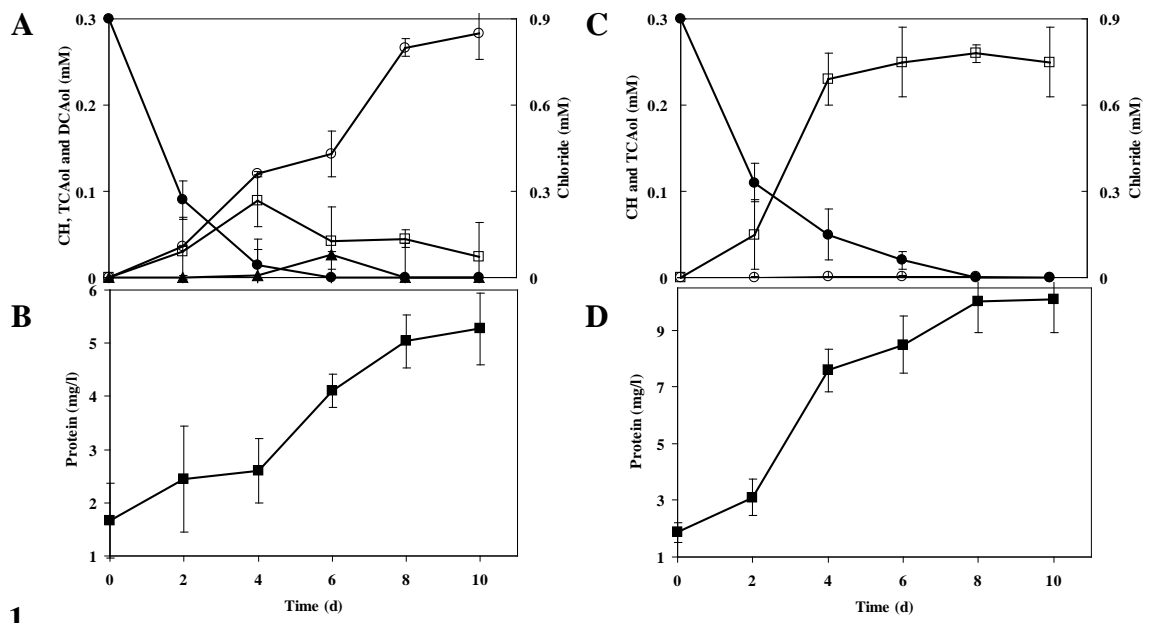 A
0.3
0.2
0.1
0
CH, TCAol and DCAol (mM)
0.9
0.6
0.3
0
Chloride (mM)
C
0.3
0.2
0.1
0
CH and TCAol (mM)
0.9
0.6
0.3
0
Chloride (mM)
B
6
5
4
3
2
1
Protein (mg/l)
0 2 4 6 8 10
Time (d)
D
9
7
5
3
1
Protein (mg/l)
0 2 4 6 8 10
Time (d)
1